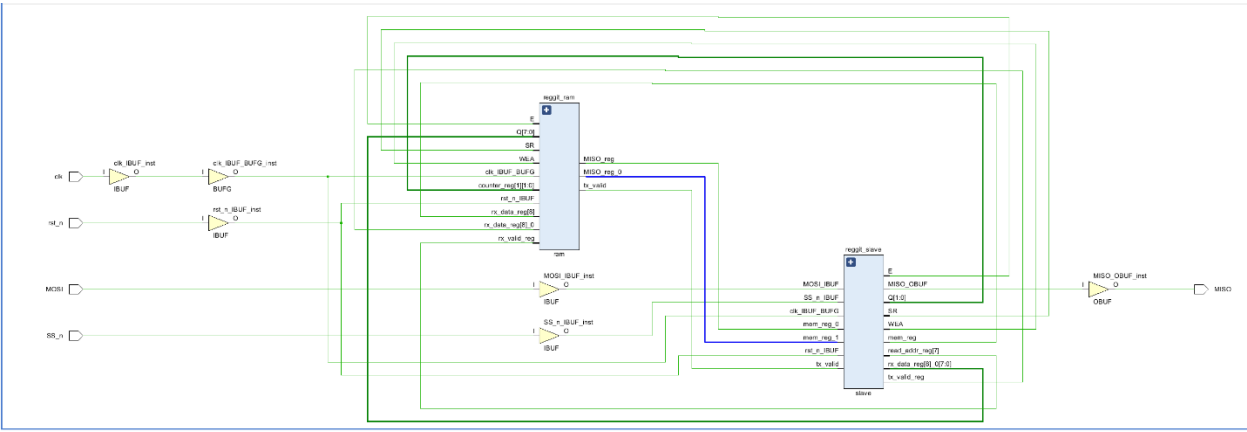 reggit_ram
E
Q[7:0]
SR
WEA
clk_IBUF_BUFG
counter_reg[1][1:0]
rst_n_IBUF
rx_data_reg[8]
rx_data_reg[8]_0
rx_valid_reg
MISO_reg
MISO_reg_0
tx_valid
ram
clk
clk_IBUF_inst
I
O
IBUF
clk_IBUF_BUFG_inst
I
O
BUFG
rst_n
rst_n_IBUF_inst
I
O
IBUF
MOSI
MOSI_IBUF_inst
I
O
IBUF
SS_n
SS_n_IBUF_inst
I
O
IBUF
reggit_slave
MOSI_IBUF
SS_n_IBUF
clk_IBUF_BUFG
mem_reg_0
mem_reg_1
rst_n_IBUF
tx_valid
E
MISO_OBUF
Q[1:0]
SR
WEA
mem_reg
read_addr_reg[7]
rx_data_reg[8]_0[7:0]
tx_valid_reg
slave
MISO_OBUF_inst
I
O
OBUF
MISO